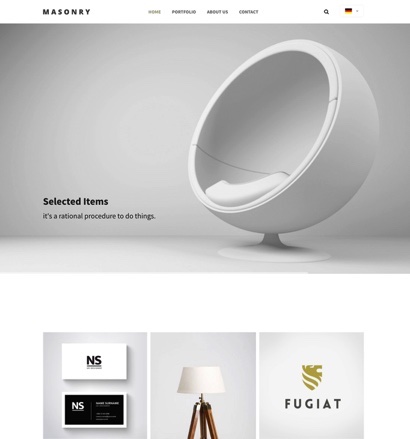 MASONRY
HOME PORTFOLIO ABOUT US CONTACT
Selected Items
it's a rational procedure to do things.
NS
NS
FUGIAT